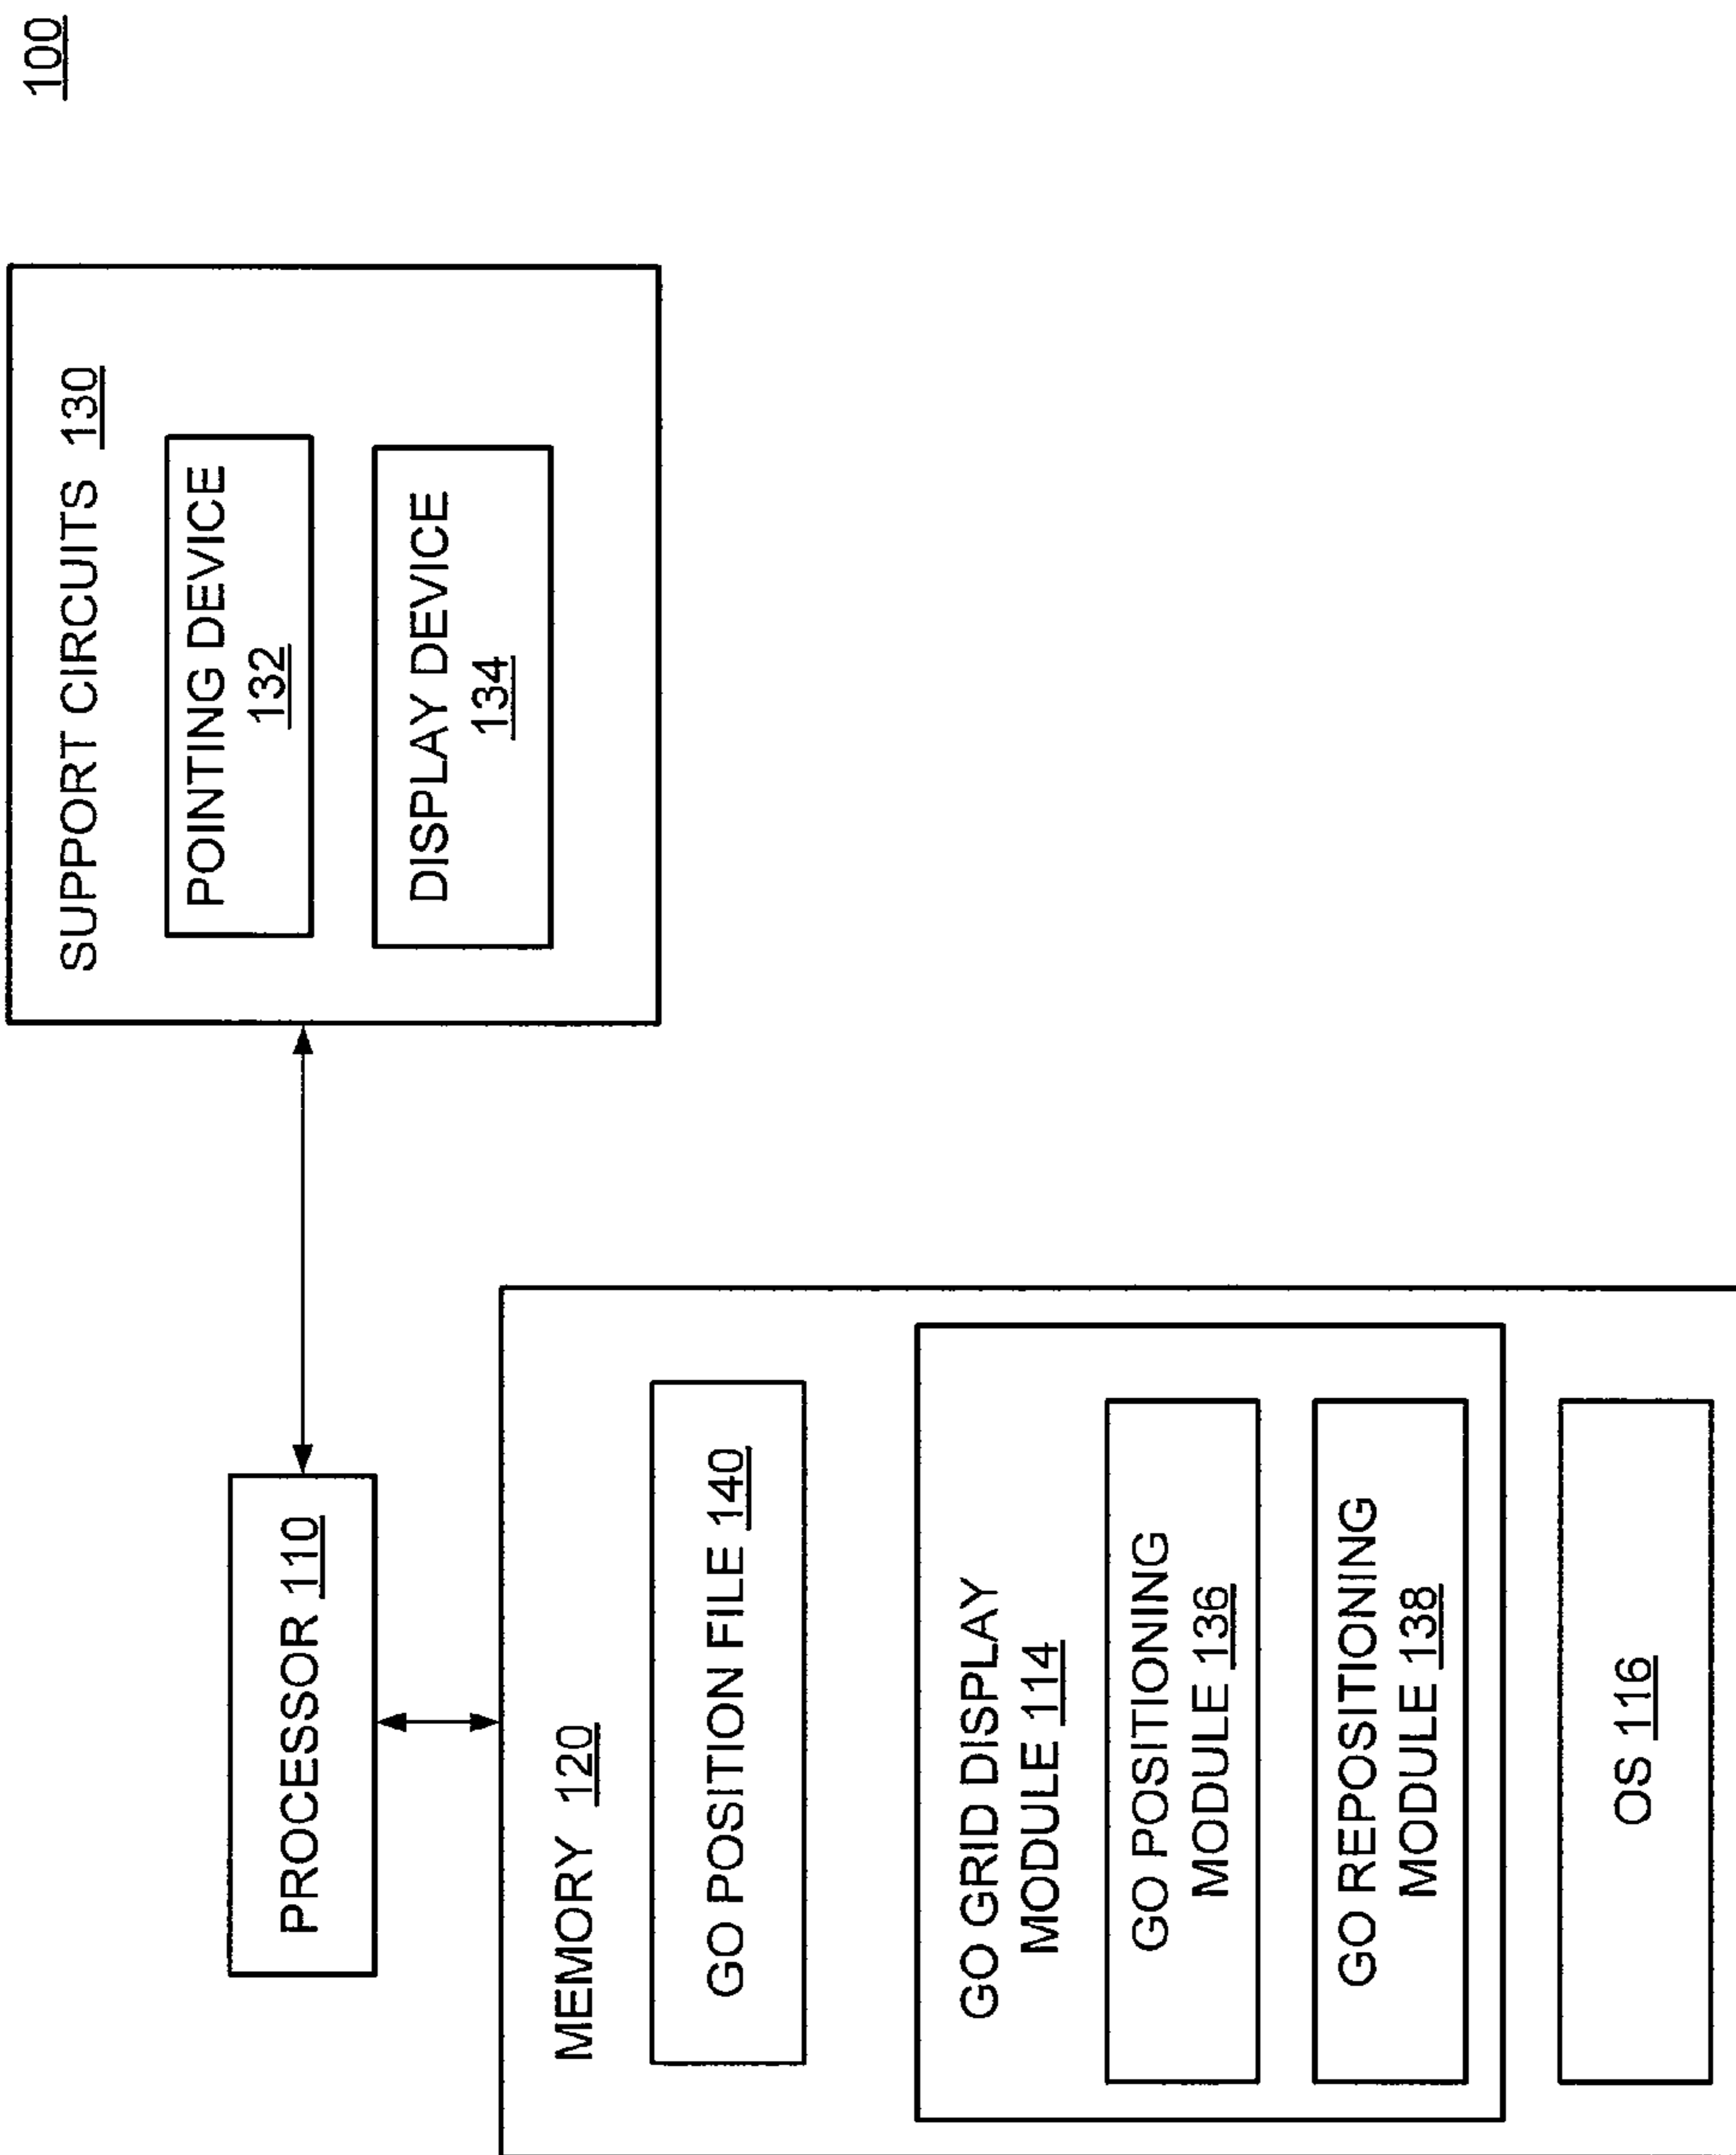 100
PROCESSOR 110
SUPPORT CIRCUITS 130
POINTING DEVICE
132
DISPLAY DEVICE
134
MEMORY 120
GO POSITION FILE 140
GO GRID DISPLAY
MODULE 114
GO POSITIONING
MODULE 136
GO REPOSITIONING
MODULE 138
OS 116